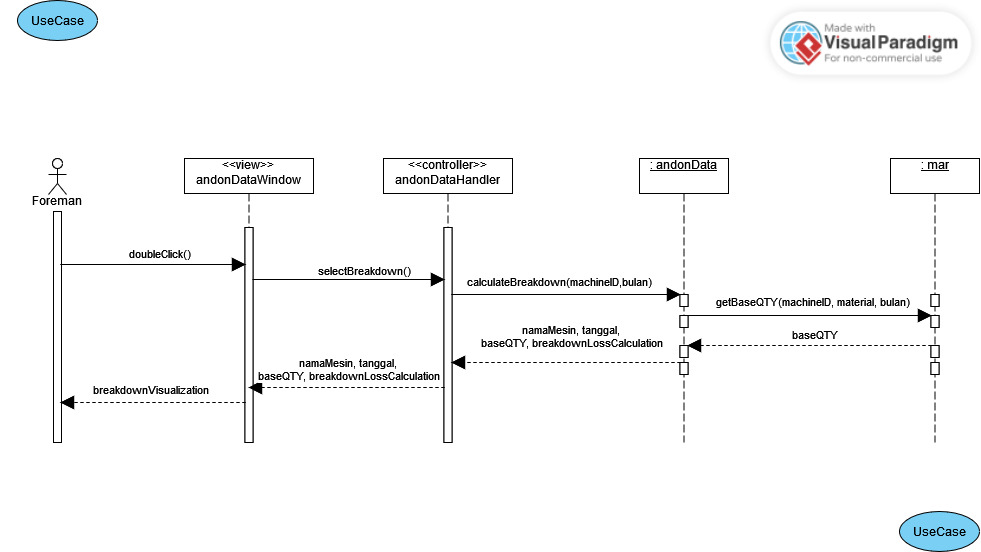 UseCase
Made with
Visual Paradigm
For non-commercial use
Foreman
<<view>>
andonDataWindow
<<controller>>
andonDataHandler
: andonData
: mar
doubleClick()
selectBreakdown()
calculateBreakdown(machineID,bulan)
getBaseQTY(machineID, material, bulan)
baseQTY
namaMesin, tanggal,
baseQTY, breakdownLossCalculation
namaMesin, tanggal,
baseQTY, breakdownLossCalculation
breakdownVisualization
UseCase